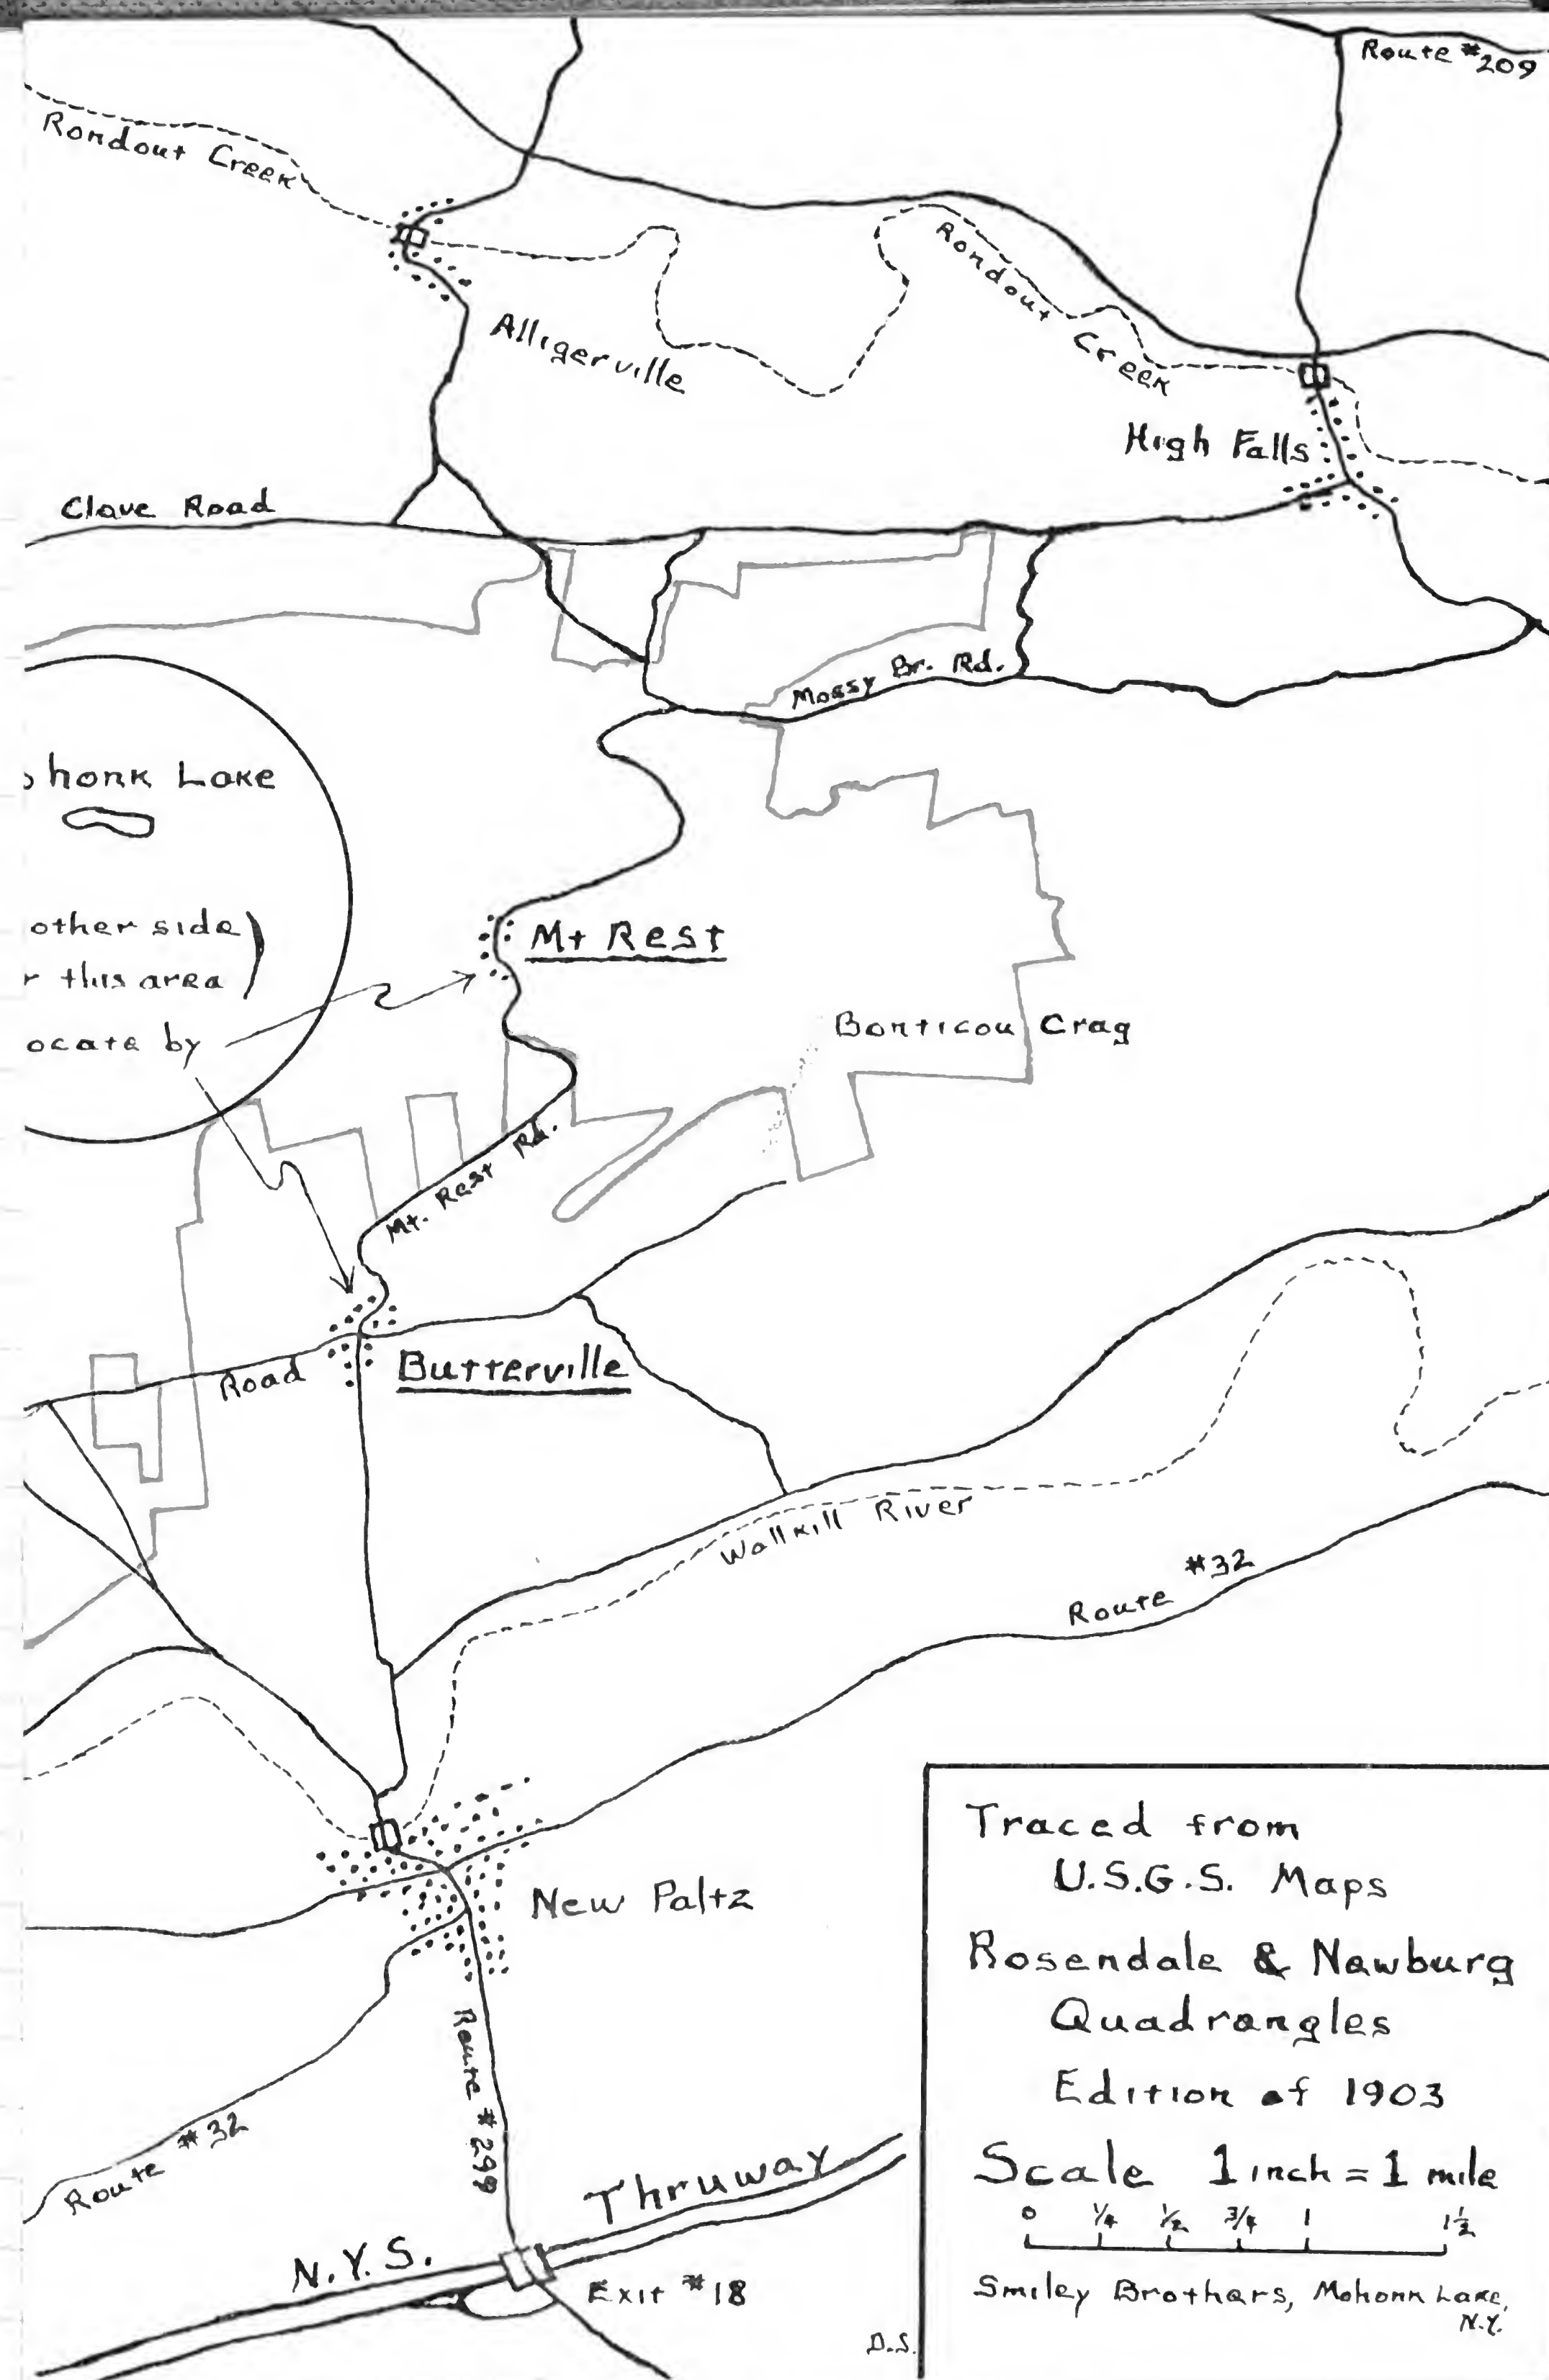 Route #209
Rondout Creek
Rondout Creek
Alligerville
High Falls
Clove Road
Mossy Br. Rd.
honk Lake
other side)
this area
Mt Rest
ocate by
Bonticou Crag
Mt. Rest Rd.
Road
Butterville
Wallkill River
Route #32
New Paltz
Route #299
Route #32
N.Y.S. Thruway
Exit #18
D.S.
Traced from
U.S.G.S. Maps
Rosendale & Newburg
Quadrangles
Edition of 1903
Scale 1 inch = 1 mile
0 1/4 1/2 3/4 1 1 1/2
Smiley Brothers, Mohonk Lake,
N.Y.